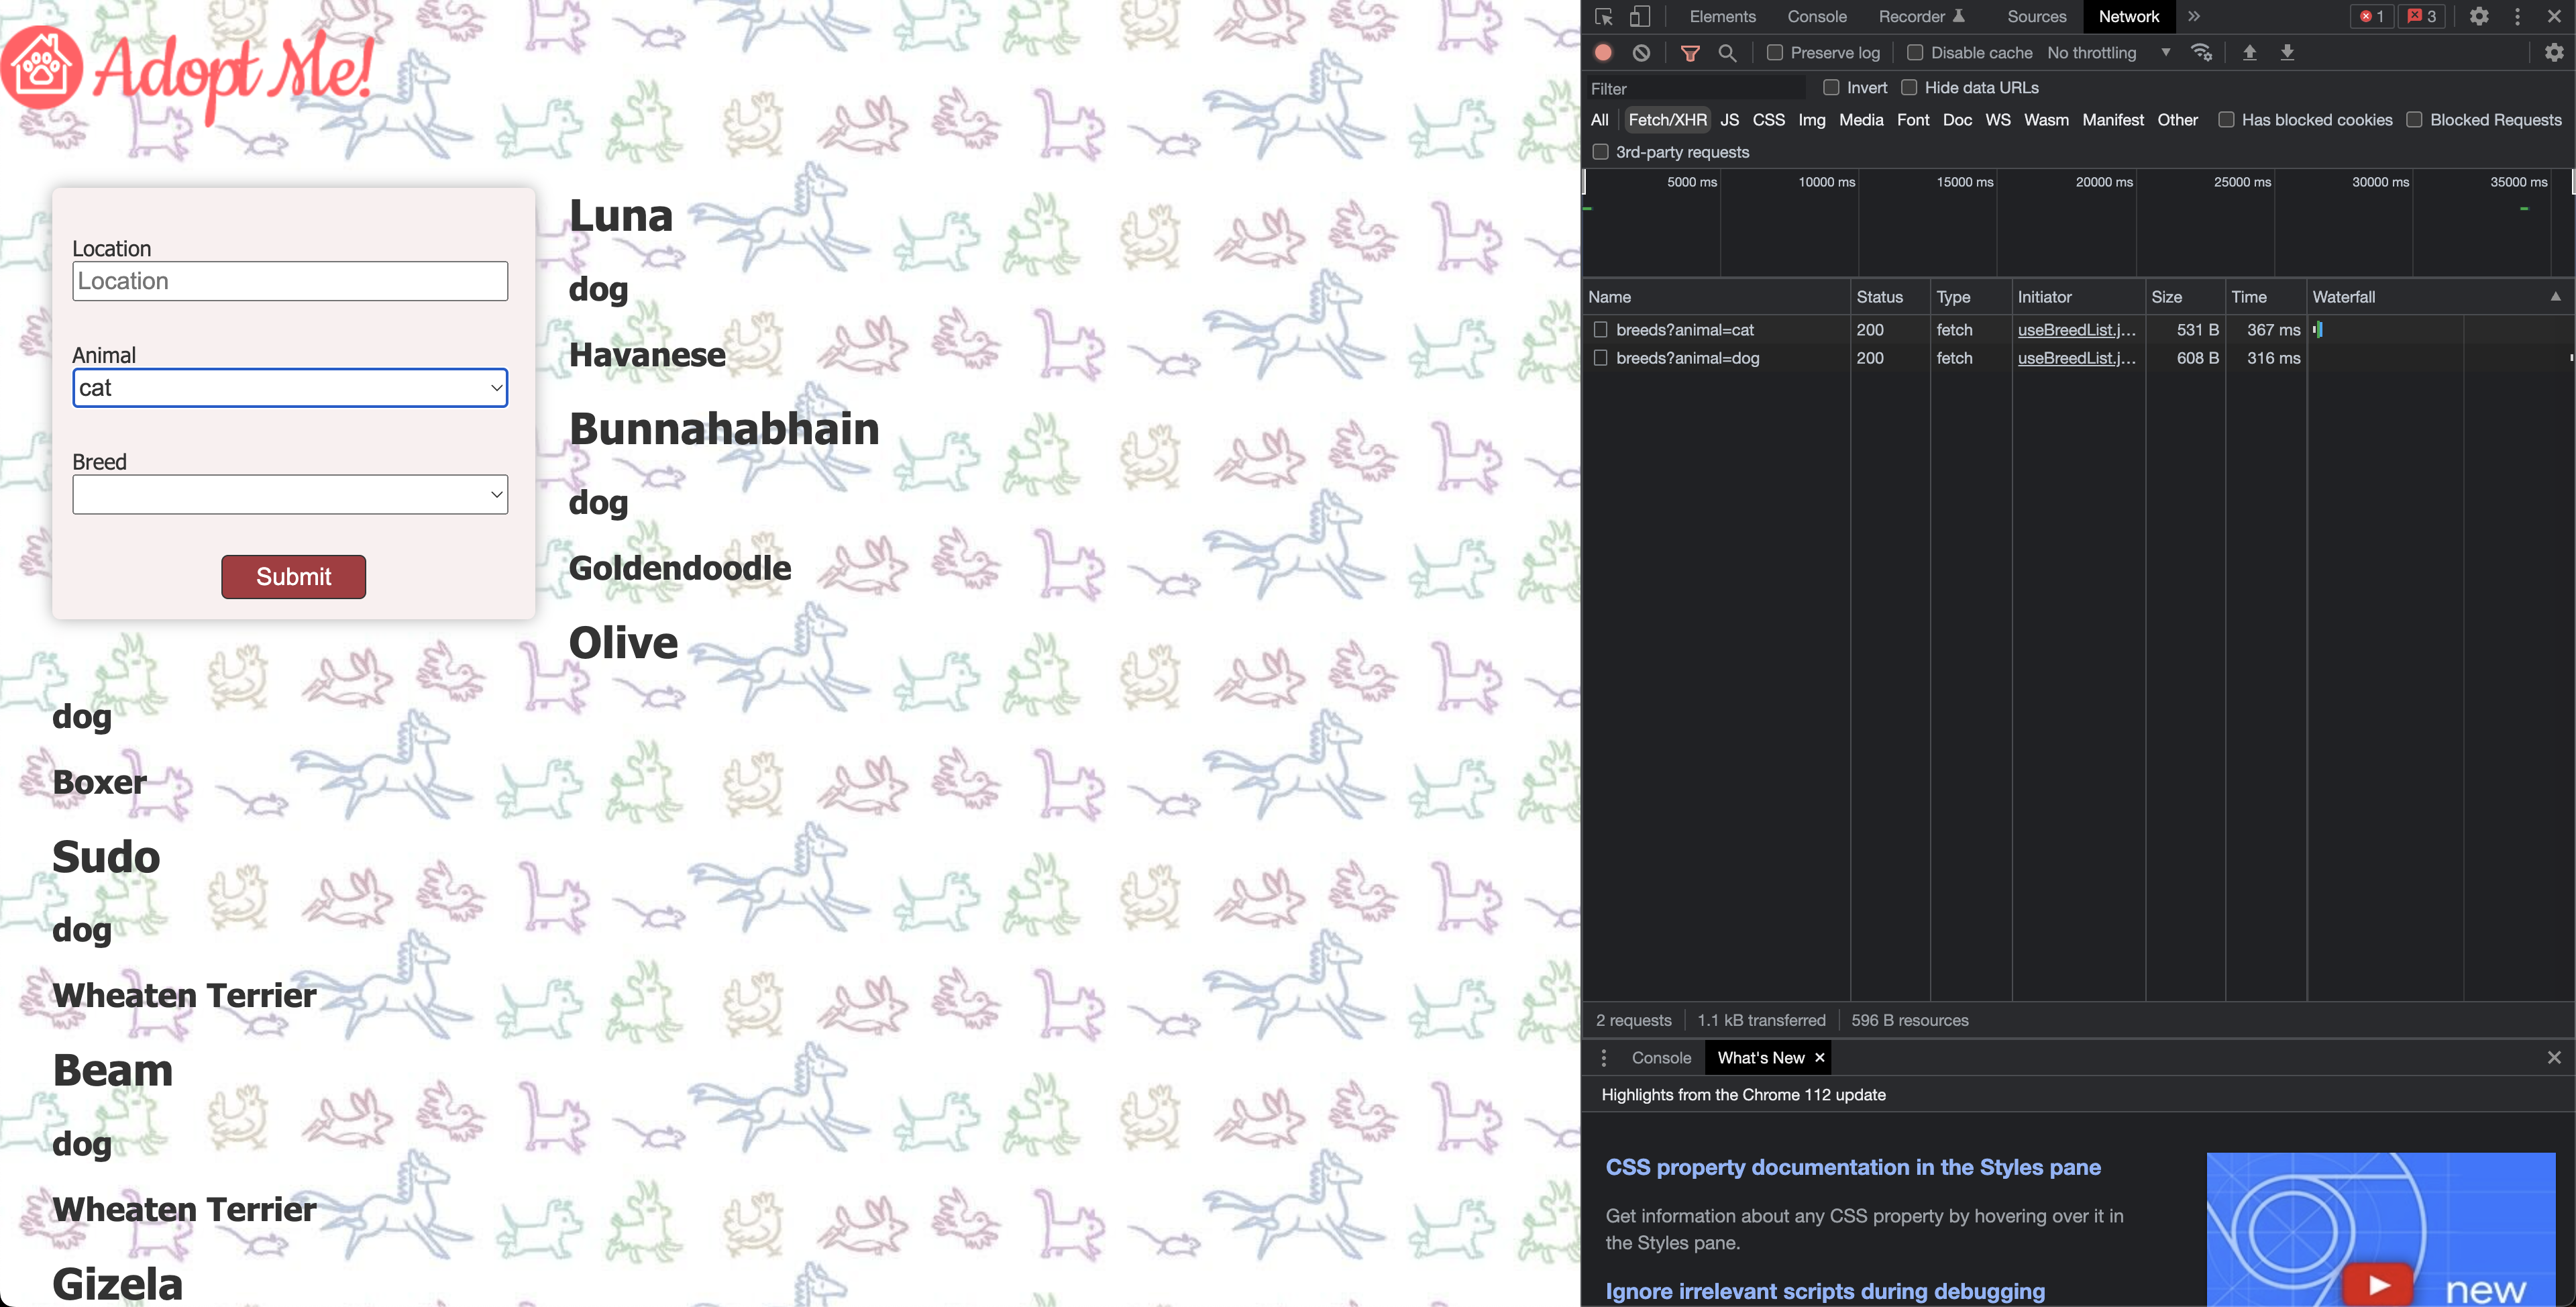 Adopt Me!
Location
Location
Animal
cat
Breed
Submit
Luna
dog
Havanese
Bunnahabhain
dog
Goldendoodle
Olive
dog
Boxer
Sudo
dog
Wheaten Terrier
Beam
dog
Wheaten Terrier
Gizela
Elements Console Recorder Sources Network » 1 3
Preserve log Disable cache No throttling
Filter Invert Hide data URLs
All Fetch/XHR JS CSS Img Media Font Doc WS Wasm Manifest Other Has blocked cookies Blocked Requests
3rd-party requests
5000 ms 10000 ms 15000 ms 20000 ms 25000 ms 30000 ms 35000 ms
Name Status Type Initiator Size Time Waterfall
breeds?animal=cat 200 fetch useBreedList.j... 531 B 367 ms
breeds?animal=dog 200 fetch useBreedList.j... 608 B 316 ms
2 requests 1.1 kB transferred 596 B resources
Console What's New ×
Highlights from the Chrome 112 update
CSS property documentation in the Styles pane
Get information about any CSS property by hovering over it in
the Styles pane.
Ignore irrelevant scripts during debugging
new